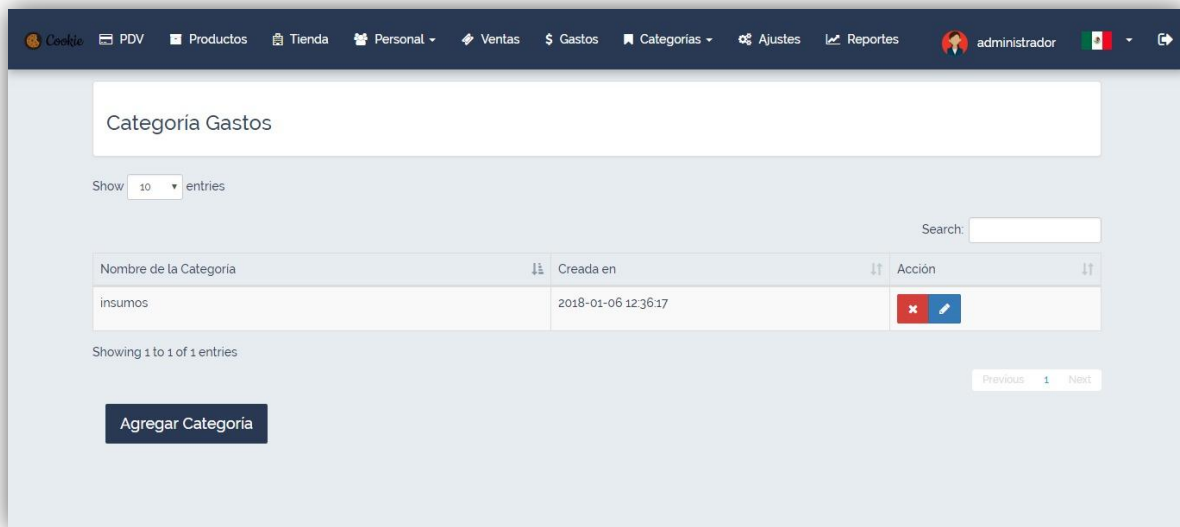 Cookie PDV Productos Tienda Personal Ventas $ Gastos Categorías Ajustes Reportes administrador
Categoría Gastos
Show 10 entries
Search:
Nombre de la Categoría Creada en Acción
insumos 2018-01-06 12:36:17
Showing 1 to 1 of 1 entries
Previous 1 Next
Agregar Categoría